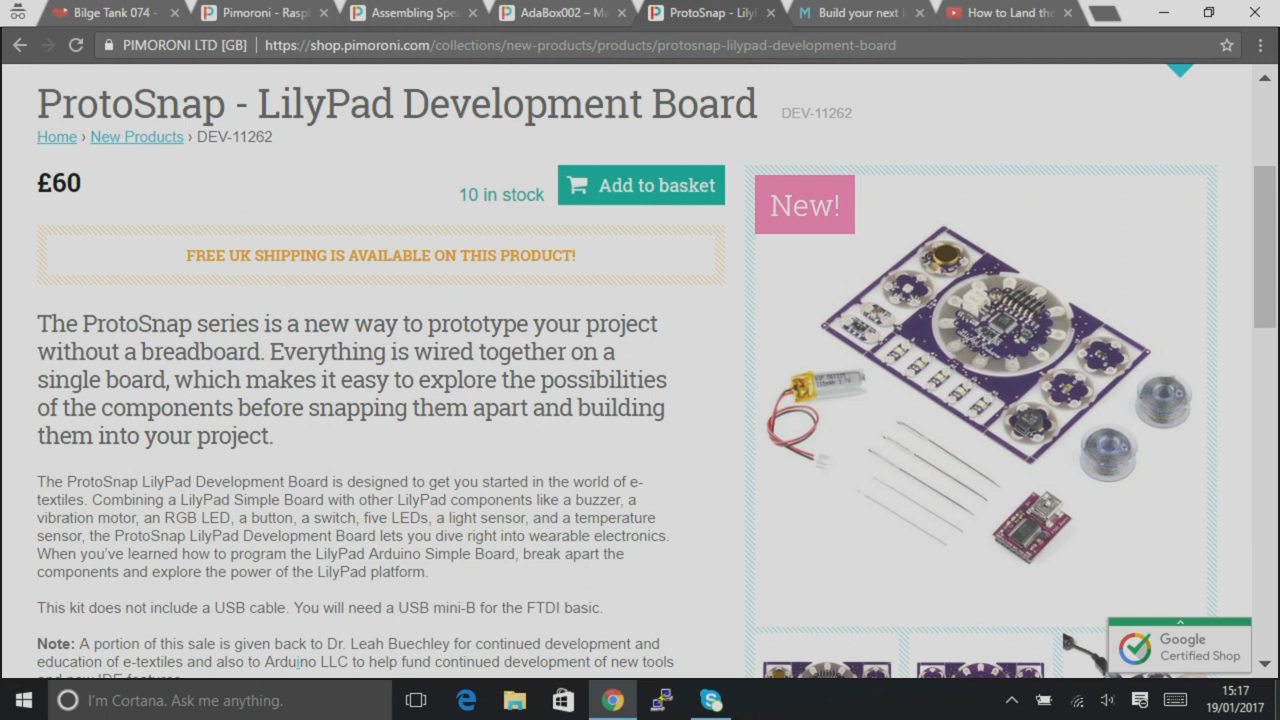 Bilge Tank 074 -
Pimoroni - Raspl
Assembling Spe
AdaBox002 – Ma
ProtoSnap - Lily
Build your next
How to Land the
PIMORONI LTD [GB] https://shop.pimoroni.com/collections/new-products/products/protosnap-lilypad-development-board
ProtoSnap - LilyPad Development Board DEV-11262
Home › New Products › DEV-11262
£60
10 in stock
Add to basket
New!
FREE UK SHIPPING IS AVAILABLE ON THIS PRODUCT!
The ProtoSnap series is a new way to prototype your project
without a breadboard. Everything is wired together on a
single board, which makes it easy to explore the possibilities
of the components before snapping them apart and building
them into your project.
The ProtoSnap LilyPad Development Board is designed to get you started in the world of e-
textiles. Combining a LilyPad Simple Board with other LilyPad components like a buzzer, a
vibration motor, an RGB LED, a button, a switch, five LEDs, a light sensor, and a temperature
sensor, the ProtoSnap LilyPad Development Board lets you dive right into wearable electronics.
When you've learned how to program the LilyPad Arduino Simple Board, break apart the
components and explore the power of the LilyPad platform.
This kit does not include a USB cable. You will need a USB mini-B for the FTDI basic.
Note: A portion of this sale is given back to Dr. Leah Buechley for continued development and
education of e-textiles and also to Arduino LLC to help fund continued development of new tools
Google
Certified Shop
I'm Cortana. Ask me anything.
15:17
19/01/2017